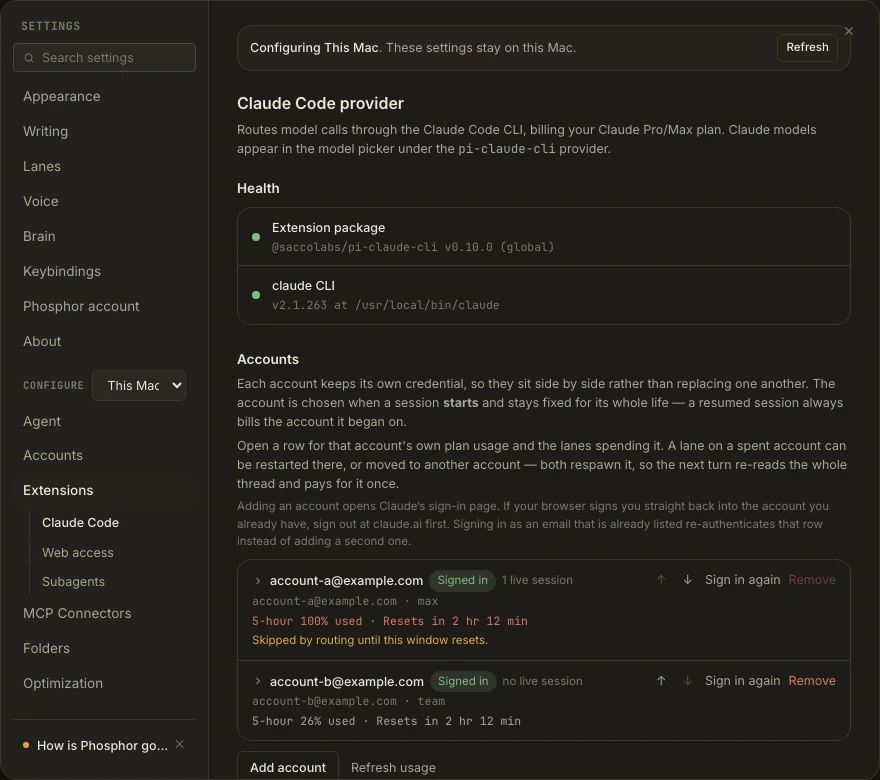 SETTINGS
Search settings
Appearance
Writing
Lanes
Voice
Brain
Keybindings
Phosphor account
About
CONFIGURE This Mac
Agent
Accounts
Extensions
Claude Code
Web access
Subagents
MCP Connectors
Folders
Optimization
How is Phosphor go...
Configuring This Mac. These settings stay on this Mac.
Refresh
Claude Code provider
Routes model calls through the Claude Code CLI, billing your Claude Pro/Max plan. Claude models
appear in the model picker under the pi-claude-cli provider.
Health
Extension package
@saccolabs/pi-claude-cli v0.10.0 (global)
claude CLI
v2.1.263 at /usr/local/bin/claude
Accounts
Each account keeps its own credential, so they sit side by side rather than replacing one another. The
account is chosen when a session starts and stays fixed for its whole life — a resumed session always
bills the account it began on.
Open a row for that account's own plan usage and the lanes spending it. A lane on a spent account can
be restarted there, or moved to another account — both respawn it, so the next turn re-reads the whole
thread and pays for it once.
Adding an account opens Claude's sign-in page. If your browser signs you straight back into the account you
already have, sign out at claude.ai first. Signing in as an email that is already listed re-authenticates that row
instead of adding a second one.
account-a@example.com Signed in 1 live session ↑ ↓ Sign in again Remove
account-a@example.com · max
5-hour 100% used · Resets in 2 hr 12 min
Skipped by routing until this window resets.
account-b@example.com Signed in no live session ↑ ↓ Sign in again Remove
account-b@example.com · team
5-hour 26% used · Resets in 2 hr 12 min
Add account Refresh usage